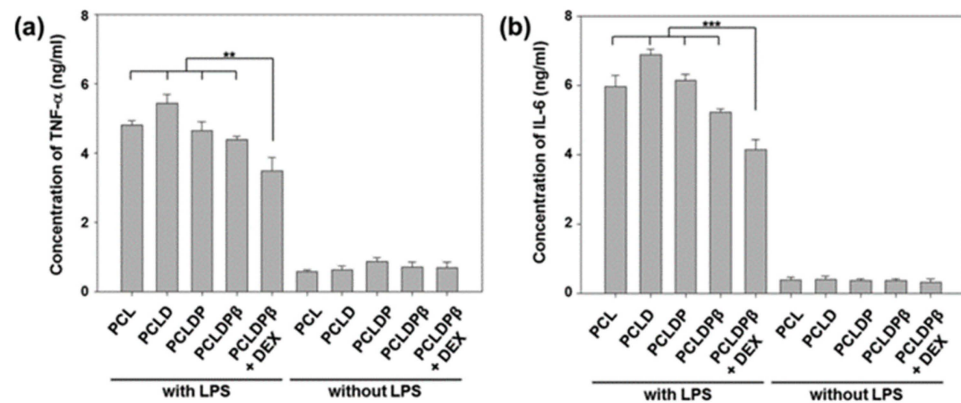 (a)
Concentration of TNF-α (ng/ml)
8
6
4
2
0
**
PCL
PCLD
PCLDP
PCLDPβ
PCLDPβ
+ DEX
PCL
PCLD
PCLDP
PCLDPβ
PCLDPβ
+ DEX
with LPS
without LPS
(b)
Concentration of IL-6 (ng/ml)
8
6
4
2
0
***
PCL
PCLD
PCLDP
PCLDPβ
PCLDPβ
+ DEX
PCL
PCLD
PCLDP
PCLDPβ
PCLDPβ
+ DEX
with LPS
without LPS